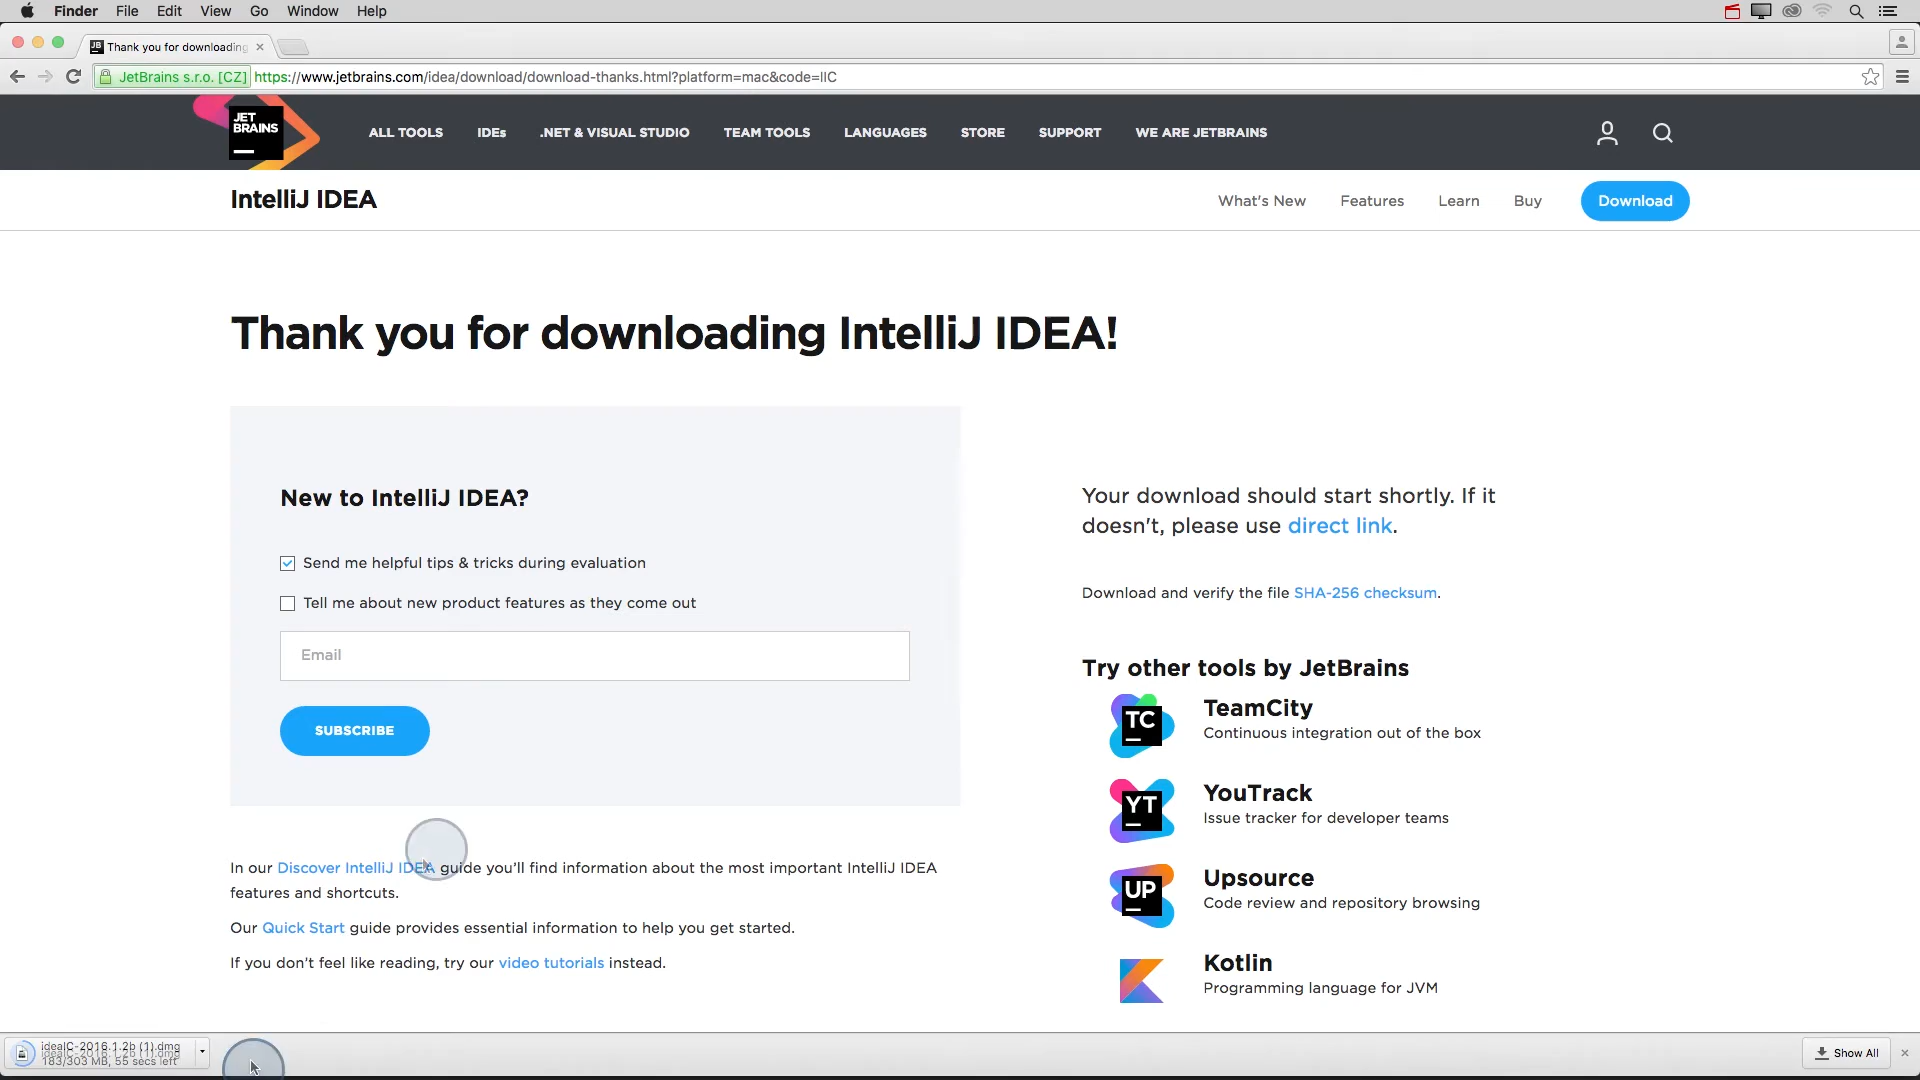 Finder File Edit View Go Window Help
JB Thank you for downloading
JetBrains s.r.o. [CZ] https://www.jetbrains.com/idea/download/download-thanks.html?platform=mac&code=IIC
JET
BRAINS
ALL TOOLS IDEs .NET & VISUAL STUDIO TEAM TOOLS LANGUAGES STORE SUPPORT WE ARE JETBRAINS
IntelliJ IDEA
What's New Features Learn Buy Download
Thank you for downloading IntelliJ IDEA!
New to IntelliJ IDEA?
Send me helpful tips & tricks during evaluation
Tell me about new product features as they come out
Email
SUBSCRIBE
In our Discover IntelliJ IDEA guide you'll find information about the most important IntelliJ IDEA
features and shortcuts.
Our Quick Start guide provides essential information to help you get started.
If you don't feel like reading, try our video tutorials instead.
Your download should start shortly. If it
doesn't, please use direct link.
Download and verify the file SHA-256 checksum.
Try other tools by JetBrains
TC
TeamCity
Continuous integration out of the box
YT
YouTrack
Issue tracker for developer teams
UP
Upsource
Code review and repository browsing
Kotlin
Programming language for JVM
ideaIC-2016.1.2b (1).dmg
183/303 MB, 55 secs left
Show All